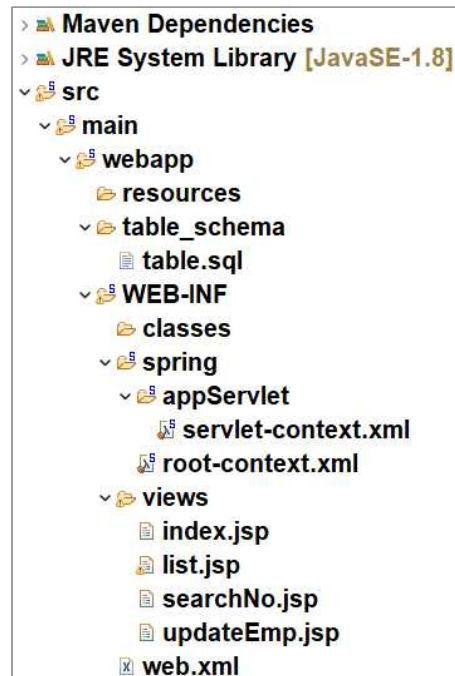 Maven Dependencies
JRE System Library [JavaSE-1.8]
src
main
webapp
resources
table_schema
table.sql
WEB-INF
classes
spring
appServlet
servlet-context.xml
root-context.xml
views
index.jsp
list.jsp
searchNo.jsp
updateEmp.jsp
web.xml